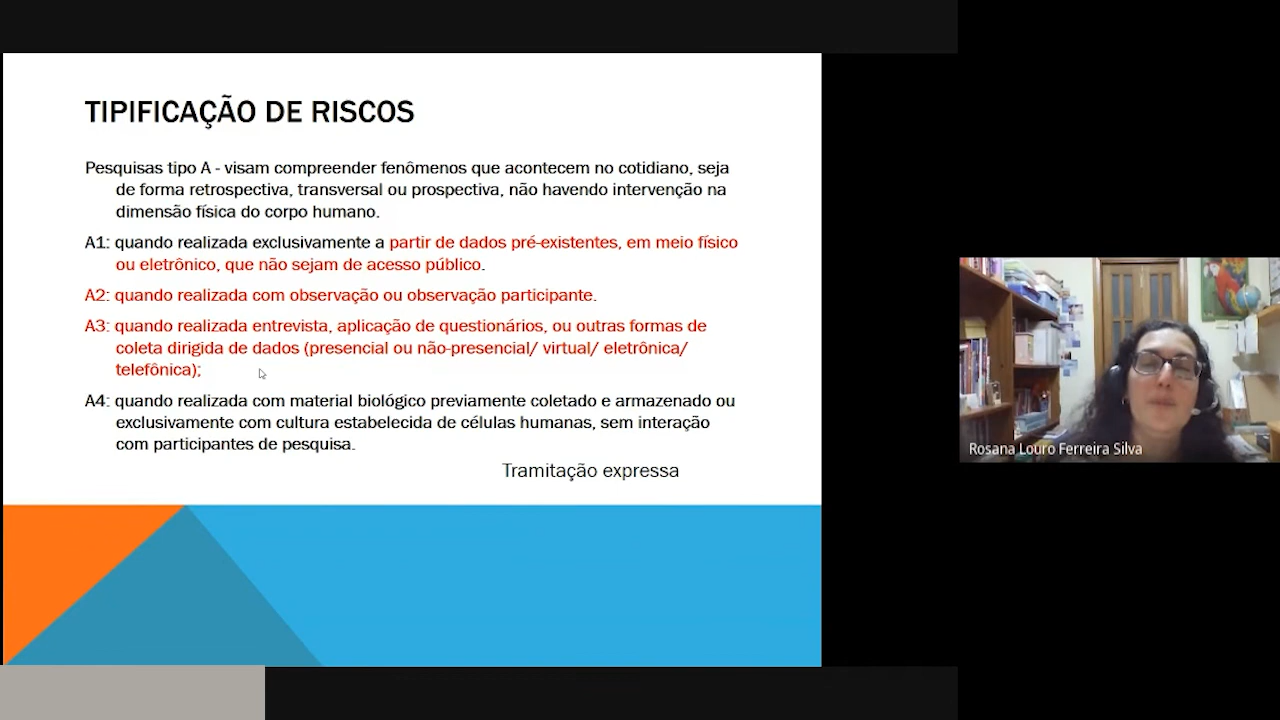 TIPIFICAÇÃO DE RISCOS
Pesquisas tipo A - visam compreender fenômenos que acontecem no cotidiano, seja
de forma retrospectiva, transversal ou prospectiva, não havendo intervenção na
dimensão física do corpo humano.
A1: quando realizada exclusivamente a partir de dados pré-existentes, em meio físico
ou eletrônico, que não sejam de acesso público.
A2: quando realizada com observação ou observação participante.
A3: quando realizada entrevista, aplicação de questionários, ou outras formas de
coleta dirigida de dados (presencial ou não-presencial/ virtual/ eletrônica/
telefônica);
A4: quando realizada com material biológico previamente coletado e armazenado ou
exclusivamente com cultura estabelecida de células humanas, sem interação
com participantes de pesquisa.
Tramitação expressa
Rosana Louro Ferreira Silva